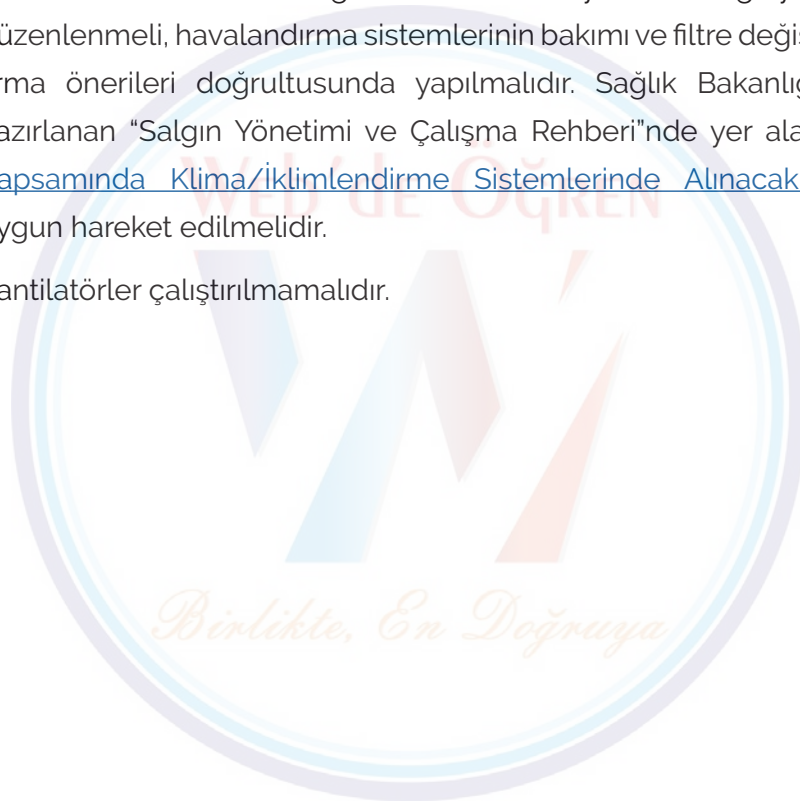 üzenlenmeli, havalandırma sistemlerinin bakımı ve filtre değiş
rma önerileri doğrultusunda yapılmalıdır. Sağlık Bakanlığ
azırlanan “Salgın Yönetimi ve Çalışma Rehberi”nde yer ala
apsamında Klima/İklimlendirme Sistemlerinde Alınacak
ygun hareket edilmelidir.
antilatörler çalıştırılmamalıdır.
Web'de Öğren
Birlikte, En Doğruya